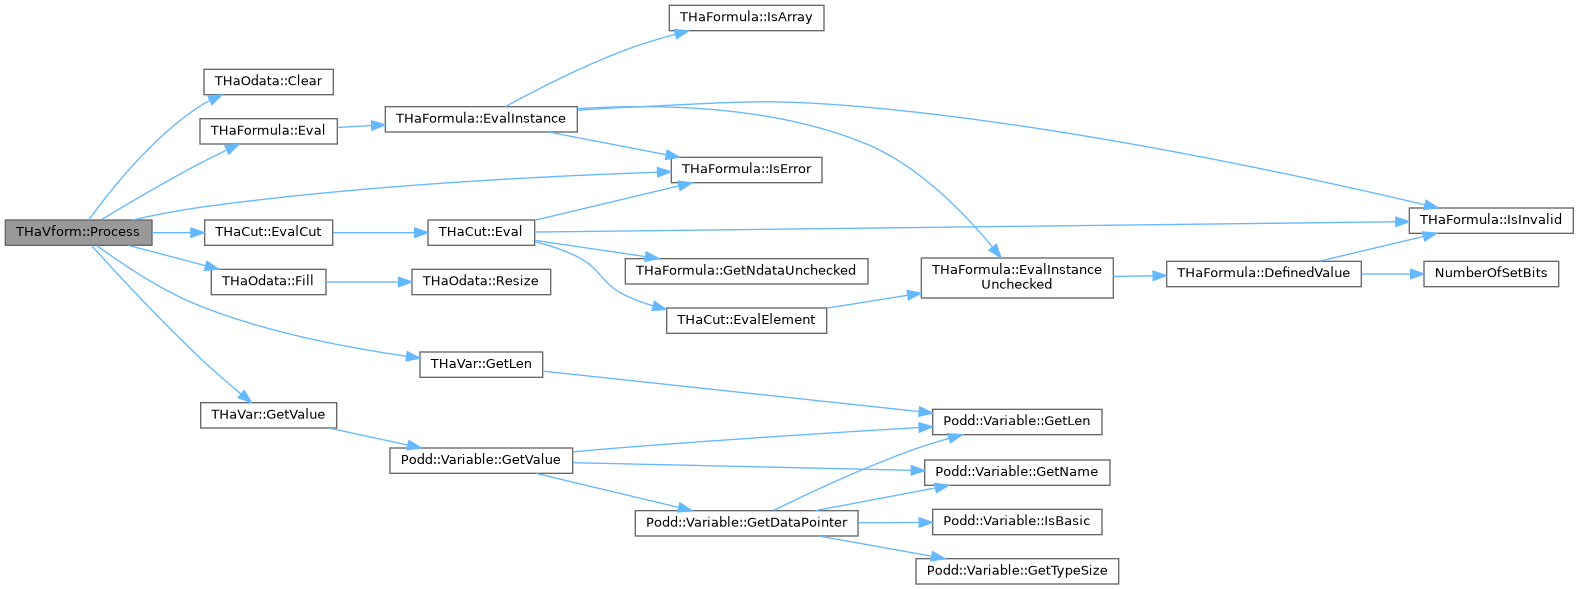 THaFormula::IsArray
THaOdata::Clear
THaFormula::EvalInstance
THaFormula::Eval
THaFormula::IsError
THaVform::Process
THaCut::EvalCut
THaCut::Eval
THaFormula::IsInvalid
THaFormula::GetNdataUnchecked
THaFormula::EvalInstance
Unchecked
THaFormula::DefinedValue
NumberOfSetBits
THaOdata::Fill
THaOdata::Resize
THaCut::EvalElement
THaVar::GetLen
THaVar::GetValue
Podd::Variable::GetLen
Podd::Variable::GetValue
Podd::Variable::GetName
Podd::Variable::GetDataPointer
Podd::Variable::IsBasic
Podd::Variable::GetTypeSize